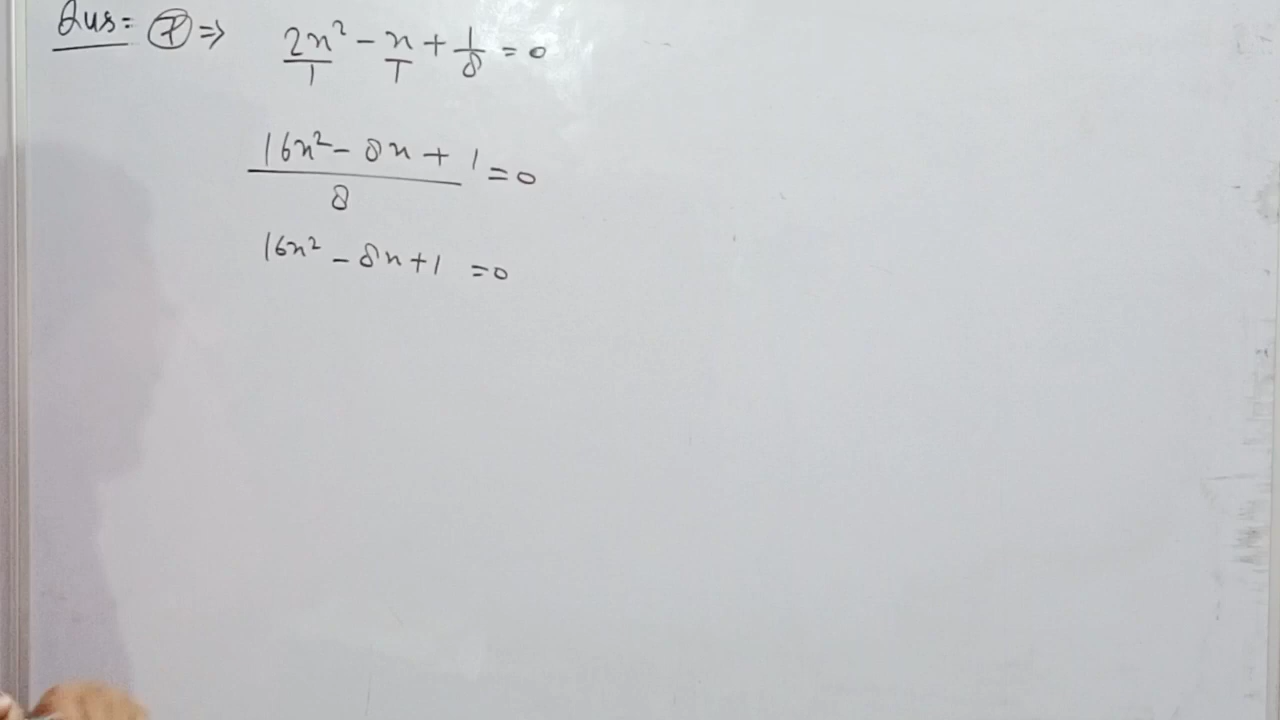 Qus= ⑦ ⇒ 2x²/1 - x/1 + 1/8 = 0
16x² - 8x + 1 / 8 = 0
16x² - 8x + 1 = 0